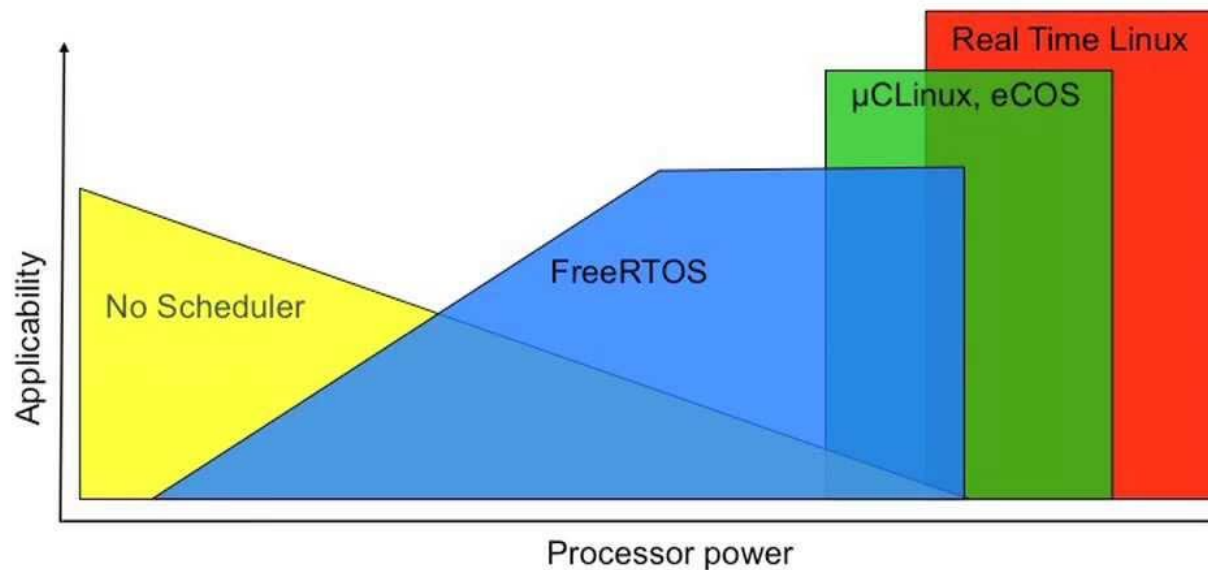 Real Time Linux
µCLinux, eCOS
FreeRTOS
No Scheduler
Applicability
Processor power